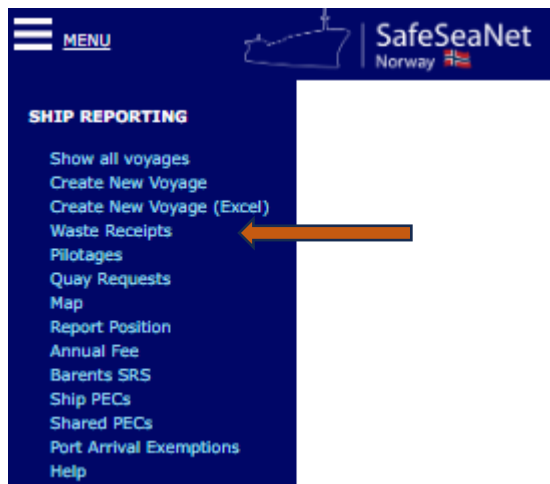 MENU
SafeSeaNet
Norway
SHIP REPORTING
Show all voyages
Create New Voyage
Create New Voyage (Excel)
Waste Receipts
Pilotages
Quay Requests
Map
Report Position
Annual Fee
Barents SRS
Ship PECs
Shared PECs
Port Arrival Exemptions
Help